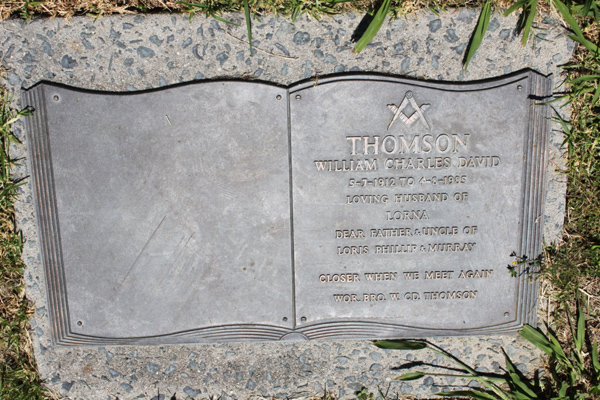 THOMSON
WILLIAM CHARLES DAVID
5-7-1912 TO 4-8-1985
LOVING HUSBAND OF
LORNA
DEAR FATHER & UNCLE OF
LORIS PHILLIP & MURRAY
CLOSER WHEN WE MEET AGAIN
WOR. BRO. W. CD. THOMSON